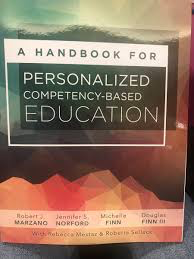 A HANDBOOK FOR
PERSONALIZED
COMPETENCY-BASED
EDUCATION
Robert J. MARZANO
Jennifer S. NORFORD
Michelle FINN
Douglas FINN III
With Rebecca Mestaz & Roberta Selleck